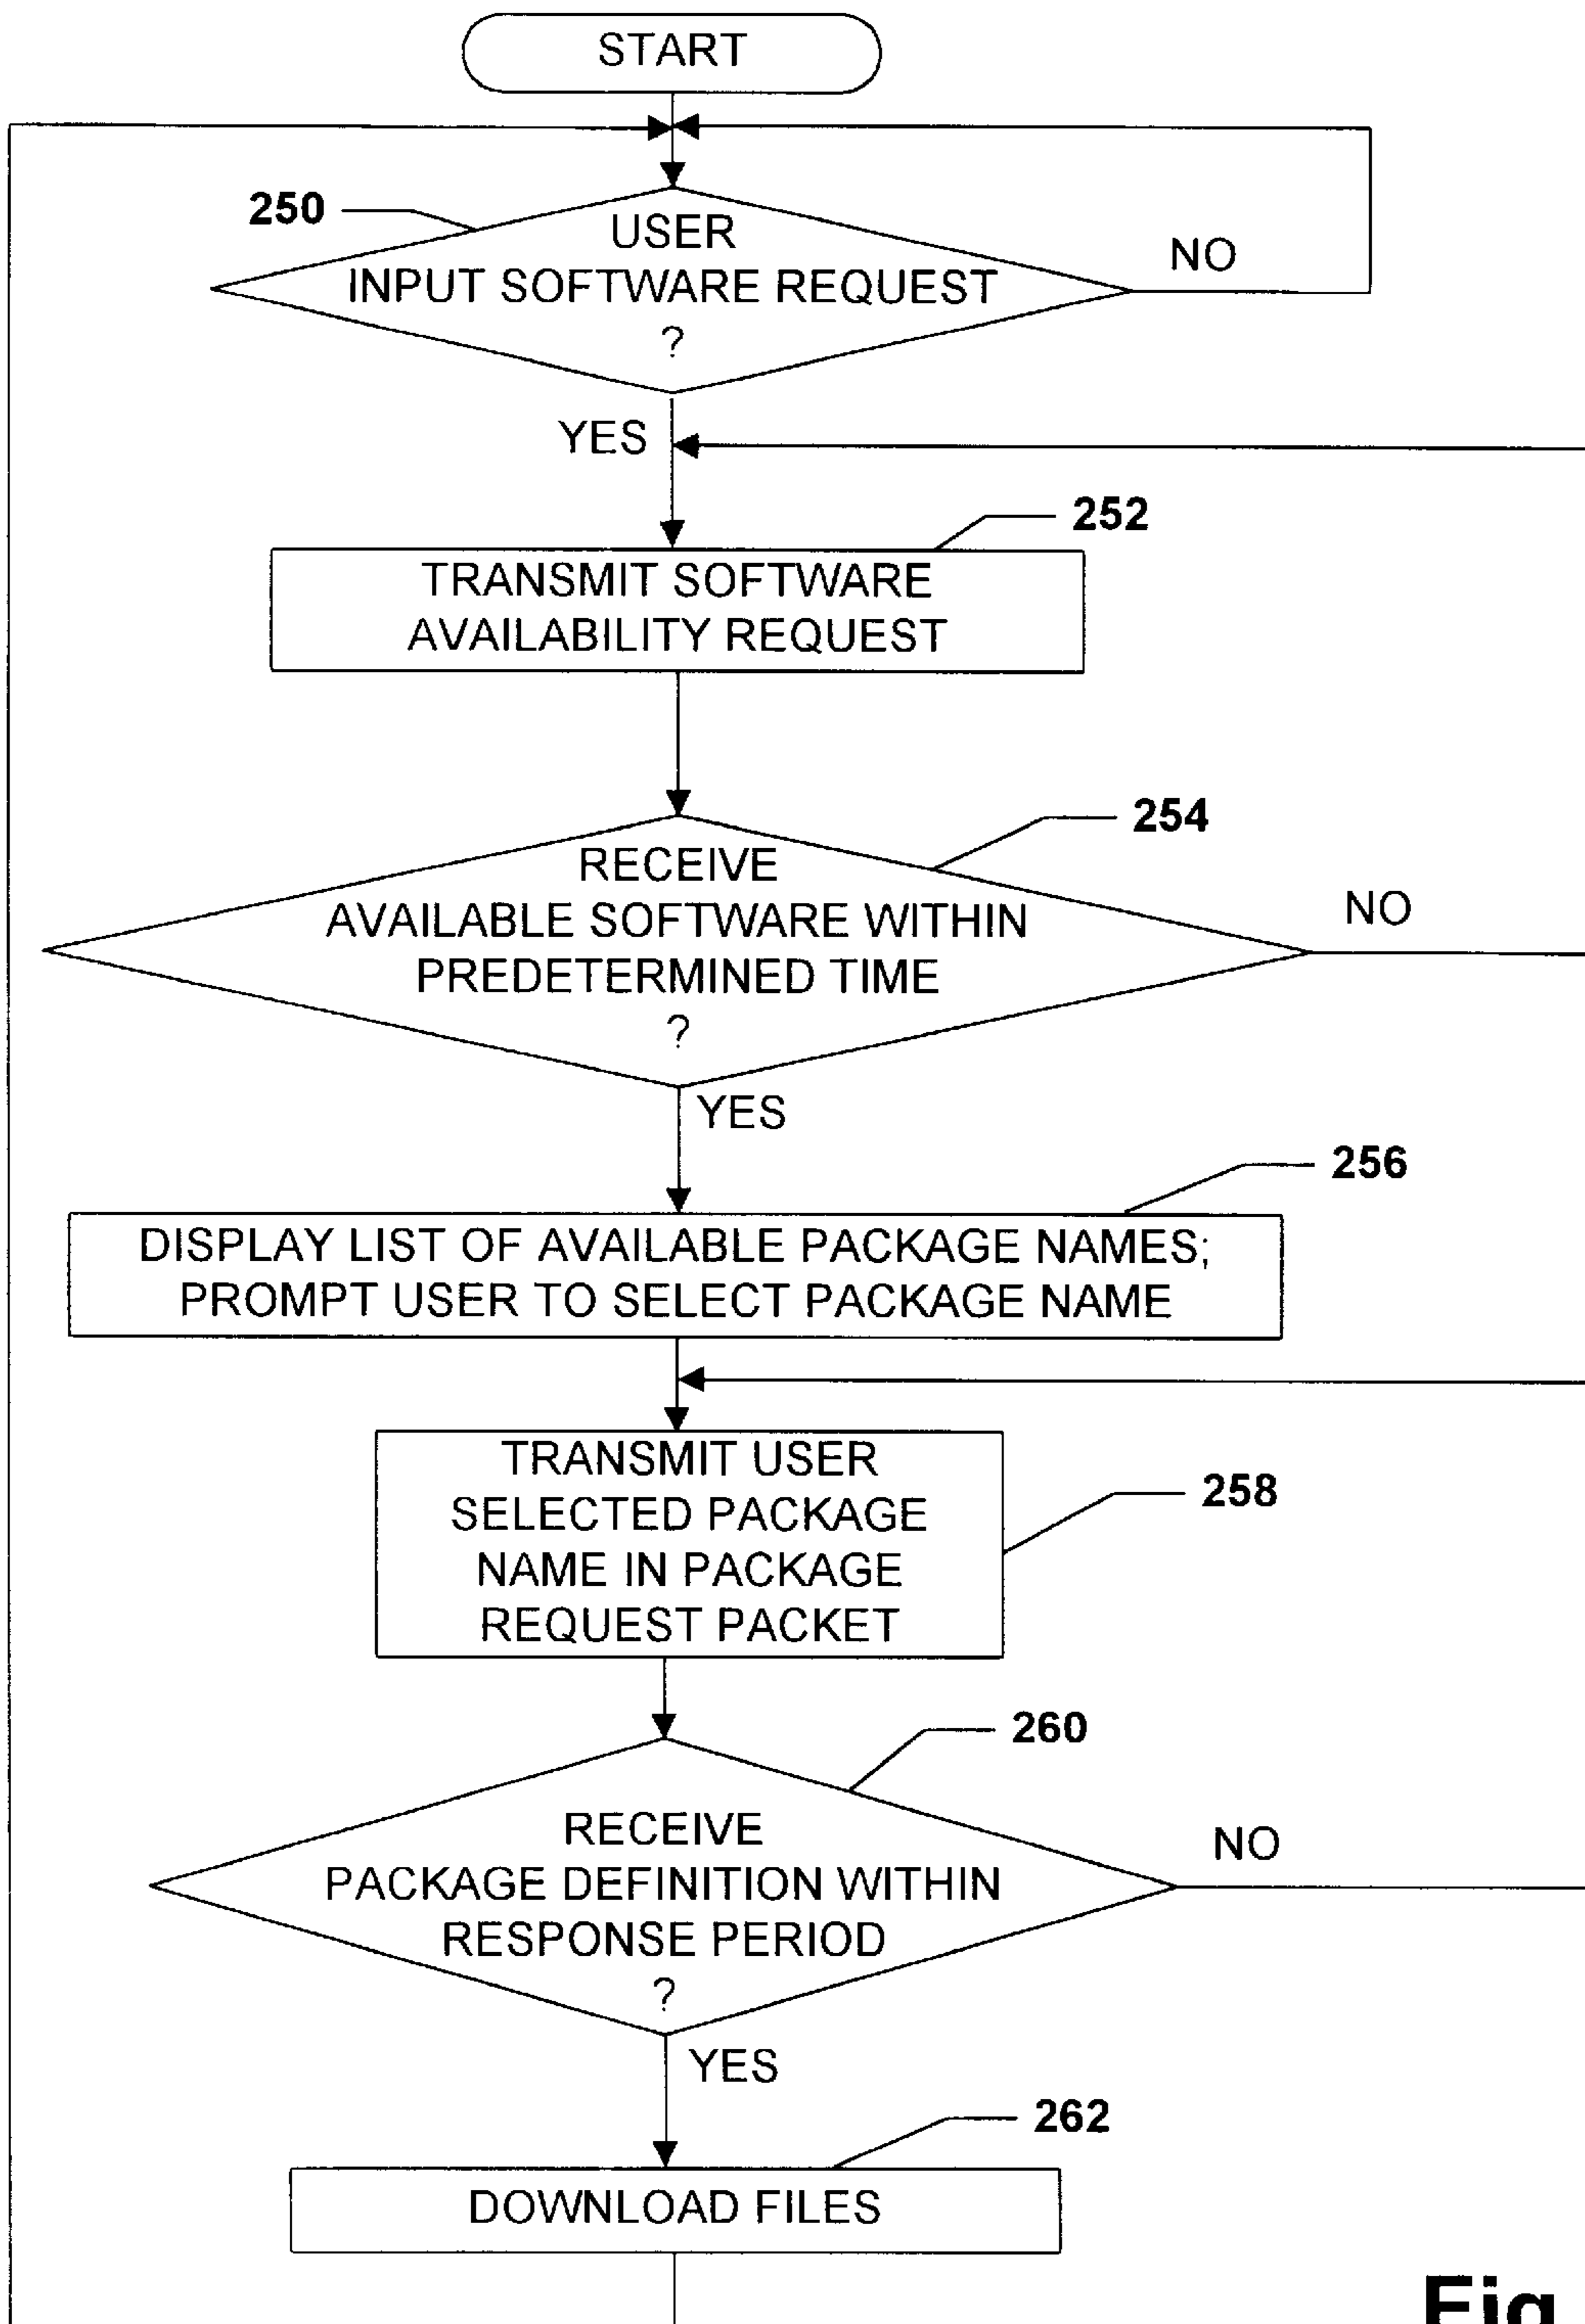 START
250
USER
INPUT SOFTWARE REQUEST
?
NO
YES
252
TRANSMIT SOFTWARE
AVAILABILITY REQUEST
254
RECEIVE
AVAILABLE SOFTWARE WITHIN
PREDETERMINED TIME
?
NO
YES
256
DISPLAY LIST OF AVAILABLE PACKAGE NAMES;
PROMPT USER TO SELECT PACKAGE NAME
TRANSMIT USER
SELECTED PACKAGE
NAME IN PACKAGE
REQUEST PACKET
258
260
RECEIVE
PACKAGE DEFINITION WITHIN
RESPONSE PERIOD
?
NO
YES
262
DOWNLOAD FILES
Fig